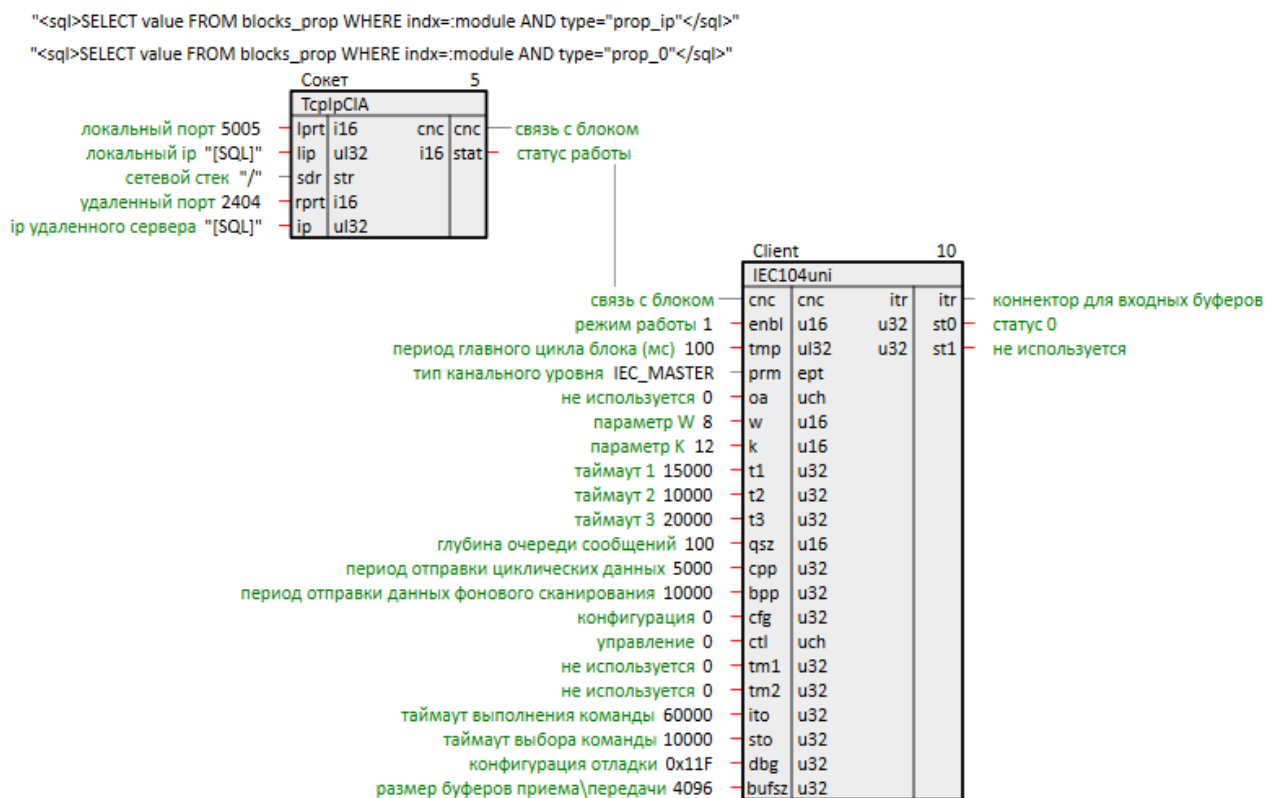 "<sql>SELECT value FROM blocks_prop WHERE indx=:module AND type="prop_ip"</sql>"
"<sql>SELECT value FROM blocks_prop WHERE indx=:module AND type="prop_0"</sql>"
Сокет 5
TcpIpClA
локальный порт 5005 lprt i16 cnc cnc связь с блоком
локальный ip "[SQL]" lip ul32 i16 stat статус работы
сетевой стек "/" sdr str
удаленный порт 2404 rprt i16
ip удаленного сервера "[SQL]" ip ul32
Client 10
IEC104uni
связь с блоком cnc cnc itr itr коннектор для входных буферов
режим работы 1 enbl u16 u32 st0 статус 0
период главного цикла блока (мс) 100 tmp ul32 u32 st1 не используется
тип канального уровня IEC_MASTER prm ept
не используется 0 oa uch
параметр W 8 w u16
параметр K 12 k u16
таймаут 1 15000 t1 u32
таймаут 2 10000 t2 u32
таймаут 3 20000 t3 u32
глубина очереди сообщений 100 qsz u16
период отправки циклических данных 5000 cpp u32
период отправки данных фонового сканирования 10000 bpp u32
конфигурация 0 cfg u32
управление 0 ctl uch
не используется 0 tm1 u32
не используется 0 tm2 u32
таймаут выполнения команды 60000 ito u32
таймаут выбора команды 10000 sto u32
конфигурация отладки 0x11F dbg u32
размер буферов приема\передачи 4096 bufsz u32